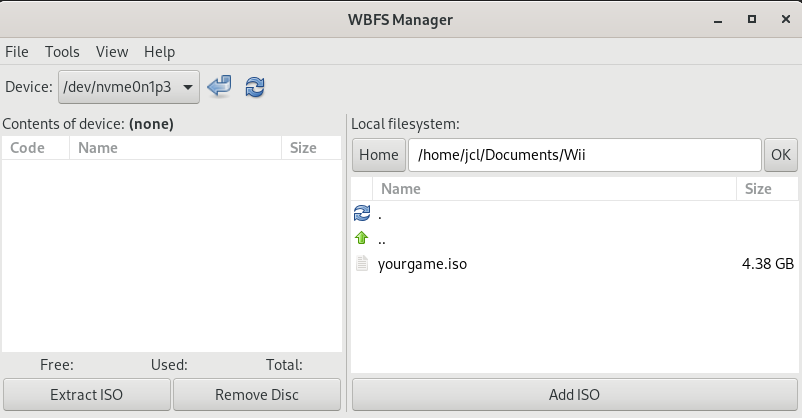 WBFS Manager
File Tools View Help
Device: /dev/nvme0n1p3
Contents of device: (none)
Code Name Size
Free: Used: Total:
Extract ISO Remove Disc
Local filesystem:
Home /home/jcl/Documents/Wii OK
Name Size
.
..
yourgame.iso 4.38 GB
Add ISO